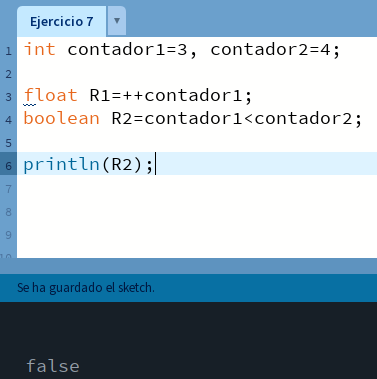 Ejercicio 7
1 int contador1=3, contador2=4;
2
3 float R1=++contador1;
4 boolean R2=contador1<contador2;
5
6 println(R2);
7
8
9
10
Se ha guardado el sketch.
false